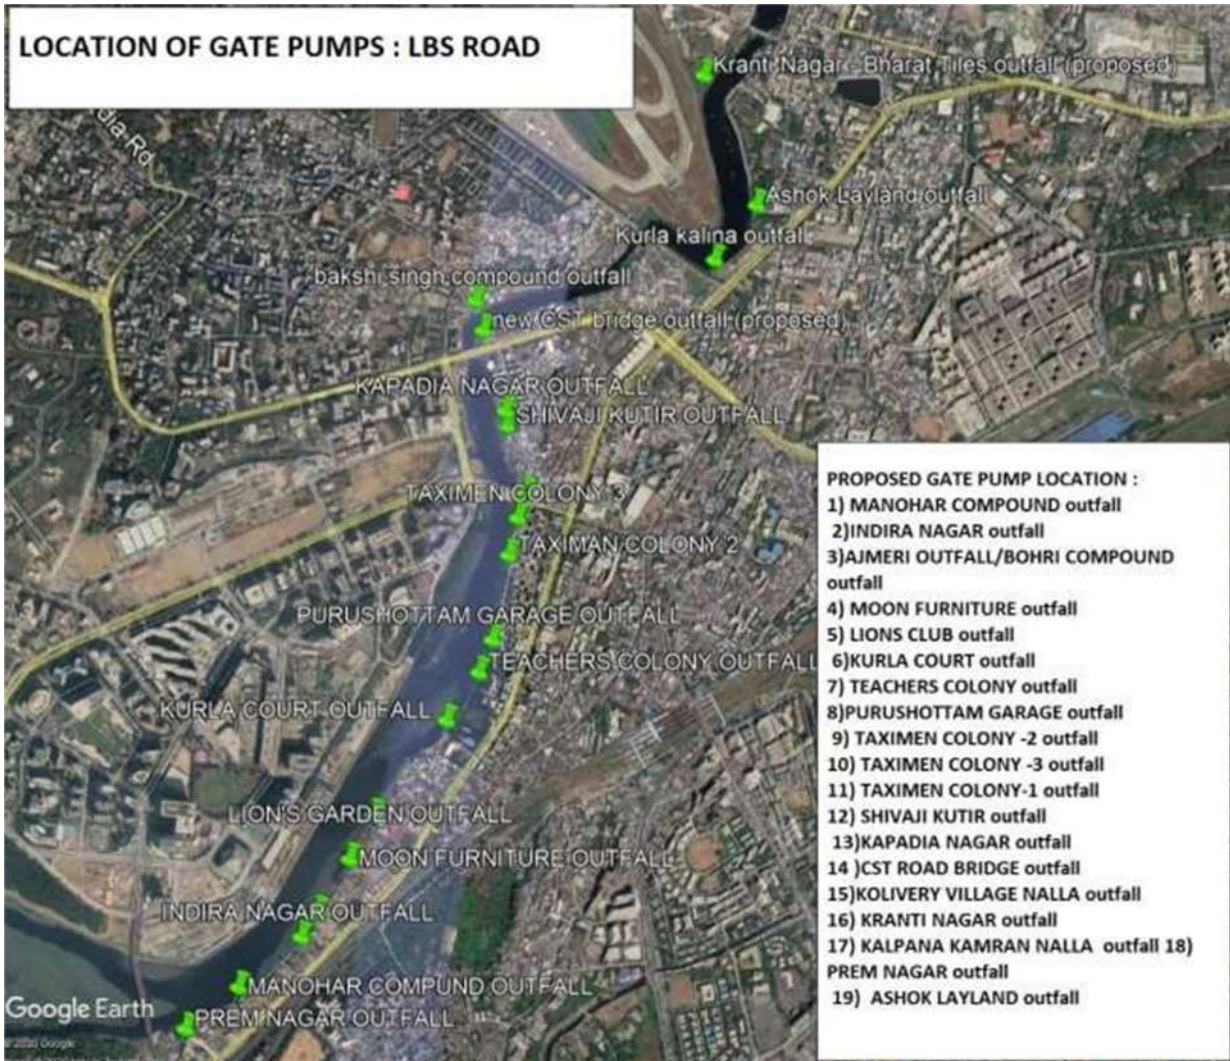 LOCATION OF GATE PUMPS : LBS ROAD
dia Rd
Kranti Nagar - Bharat Tiles outfall (proposed)
Ashok Layland outfall
Kurla kalina outfall
bakshi singh compound outfall
new CST bridge outfall (proposed)
KAPADIA NAGAR OUTFALL
SHIVAJI KUTIR OUTFALL
TAXIMEN COLONY 3
TAXIMAN COLONY 2
PURUSHOTTAM GARAGE OUTFALL
TEACHERS COLONY OUTFALL
KURLA COURT OUTFALL
LION'S GARDEN OUTFALL
MOON FURNITURE OUTFALL
INDIRA NAGAR OUTFALL
MANOHAR COMPUND OUTFALL
PREM NAGAR OUTFALL
Google Earth
© 2020 Google
PROPOSED GATE PUMP LOCATION :
1) MANOHAR COMPOUND outfall
2)INDIRA NAGAR outfall
3)AJMERI OUTFALL/BOHRI COMPOUND
outfall
4) MOON FURNITURE outfall
5) LIONS CLUB outfall
6)KURLA COURT outfall
7) TEACHERS COLONY outfall
8)PURUSHOTTAM GARAGE outfall
9) TAXIMEN COLONY -2 outfall
10) TAXIMEN COLONY -3 outfall
11) TAXIMEN COLONY-1 outfall
12) SHIVAJI KUTIR outfall
13)KAPADIA NAGAR outfall
14 )CST ROAD BRIDGE outfall
15)KOLIVERY VILLAGE NALLA outfall
16) KRANTI NAGAR outfall
17) KALPANA KAMRAN NALLA outfall 18)
PREM NAGAR outfall
19) ASHOK LAYLAND outfall